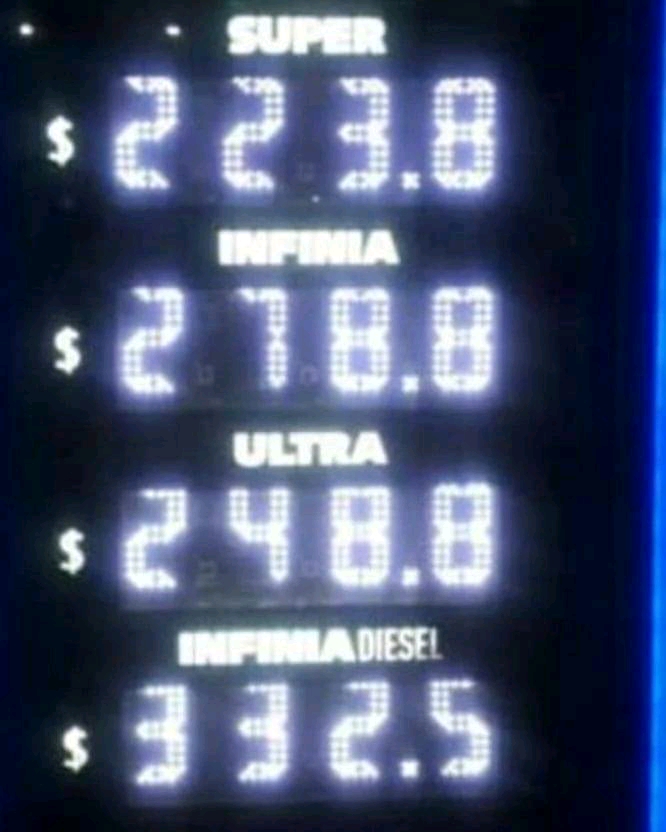 SUPER
$ 223.8
INFINIA
$ 278.8
ULTRA
$ 248.8
INFINIA DIESEL
$ 332.5